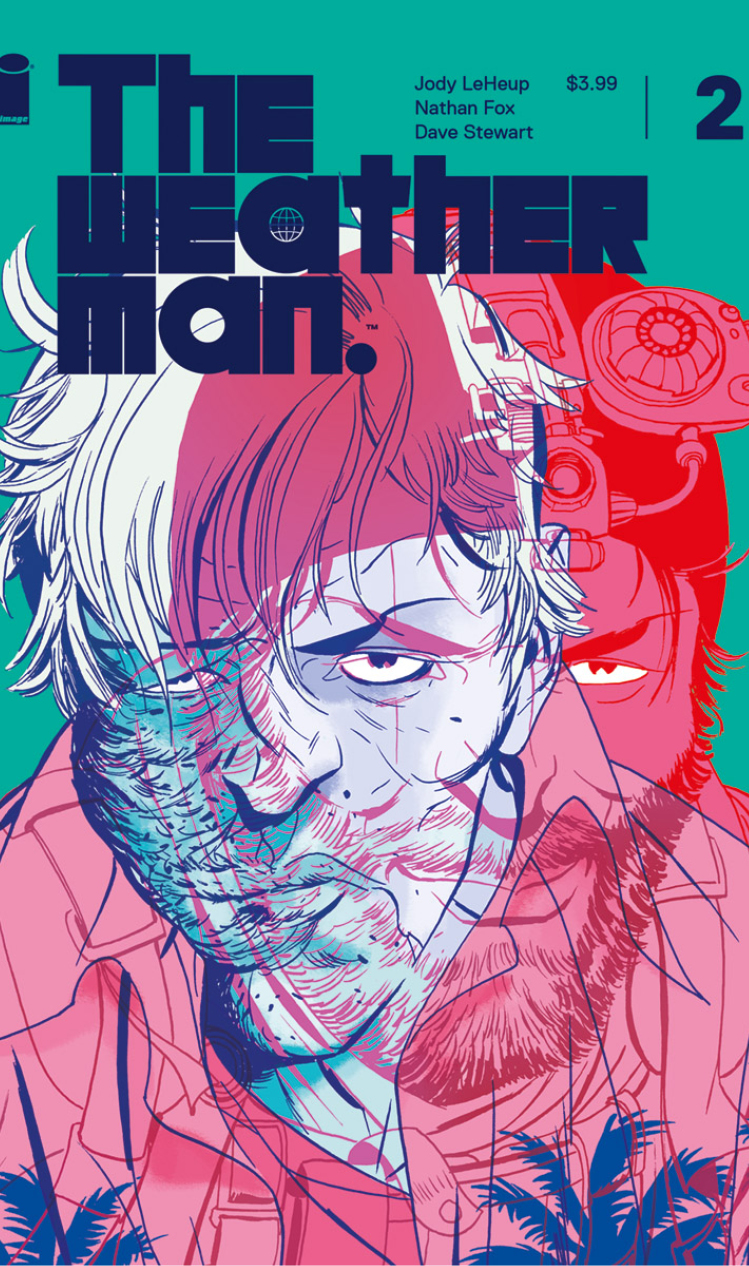 image
The
weather
man.™
Jody LeHeup
Nathan Fox
Dave Stewart
$3.99
2